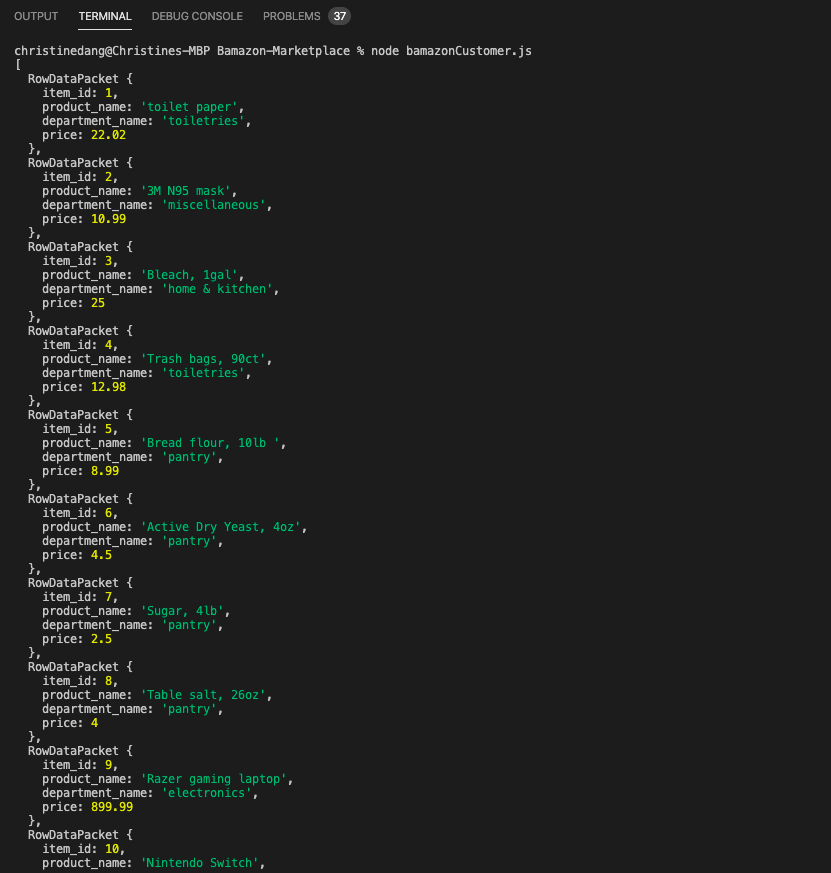 OUTPUT TERMINAL DEBUG CONSOLE PROBLEMS 37
christinedang@Christines-MBP Bamazon-Marketplace % node bamazonCustomer.js
[
  RowDataPacket {
    item_id: 1,
    product_name: 'toilet paper',
    department_name: 'toiletries',
    price: 22.02
  },
  RowDataPacket {
    item_id: 2,
    product_name: '3M N95 mask',
    department_name: 'miscellaneous',
    price: 10.99
  },
  RowDataPacket {
    item_id: 3,
    product_name: 'Bleach, 1gal',
    department_name: 'home & kitchen',
    price: 25
  },
  RowDataPacket {
    item_id: 4,
    product_name: 'Trash bags, 90ct',
    department_name: 'toiletries',
    price: 12.98
  },
  RowDataPacket {
    item_id: 5,
    product_name: 'Bread flour, 10lb ',
    department_name: 'pantry',
    price: 8.99
  },
  RowDataPacket {
    item_id: 6,
    product_name: 'Active Dry Yeast, 4oz',
    department_name: 'pantry',
    price: 4.5
  },
  RowDataPacket {
    item_id: 7,
    product_name: 'Sugar, 4lb',
    department_name: 'pantry',
    price: 2.5
  },
  RowDataPacket {
    item_id: 8,
    product_name: 'Table salt, 26oz',
    department_name: 'pantry',
    price: 4
  },
  RowDataPacket {
    item_id: 9,
    product_name: 'Razer gaming laptop',
    department_name: 'electronics',
    price: 899.99
  },
  RowDataPacket {
    item_id: 10,
    product_name: 'Nintendo Switch',